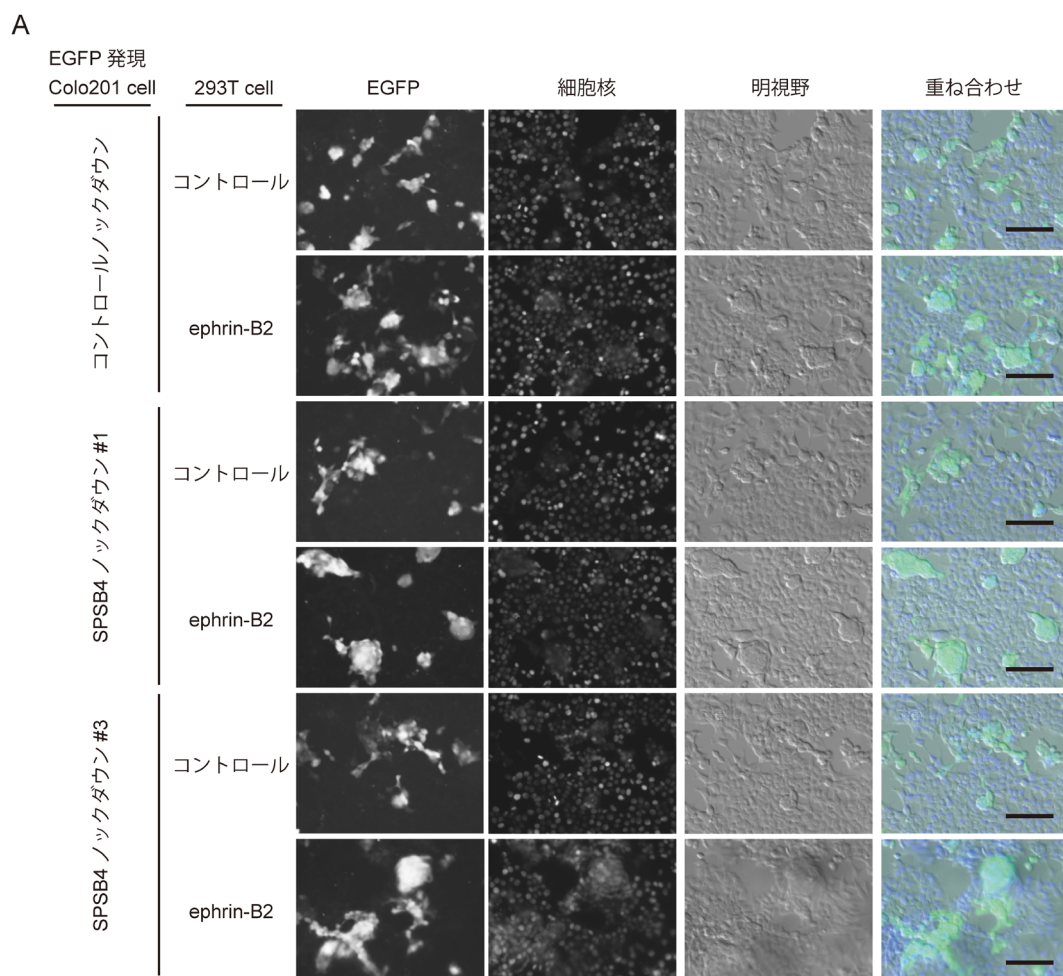 A
EGFP 発現
Colo201 cell
293T cell
EGFP
細胞核
明視野
重ね合わせ
コントロールノックダウン
コントロール
ephrin-B2
SPSB4 ノックダウン #1
コントロール
ephrin-B2
SPSB4 ノックダウン #3
コントロール
ephrin-B2